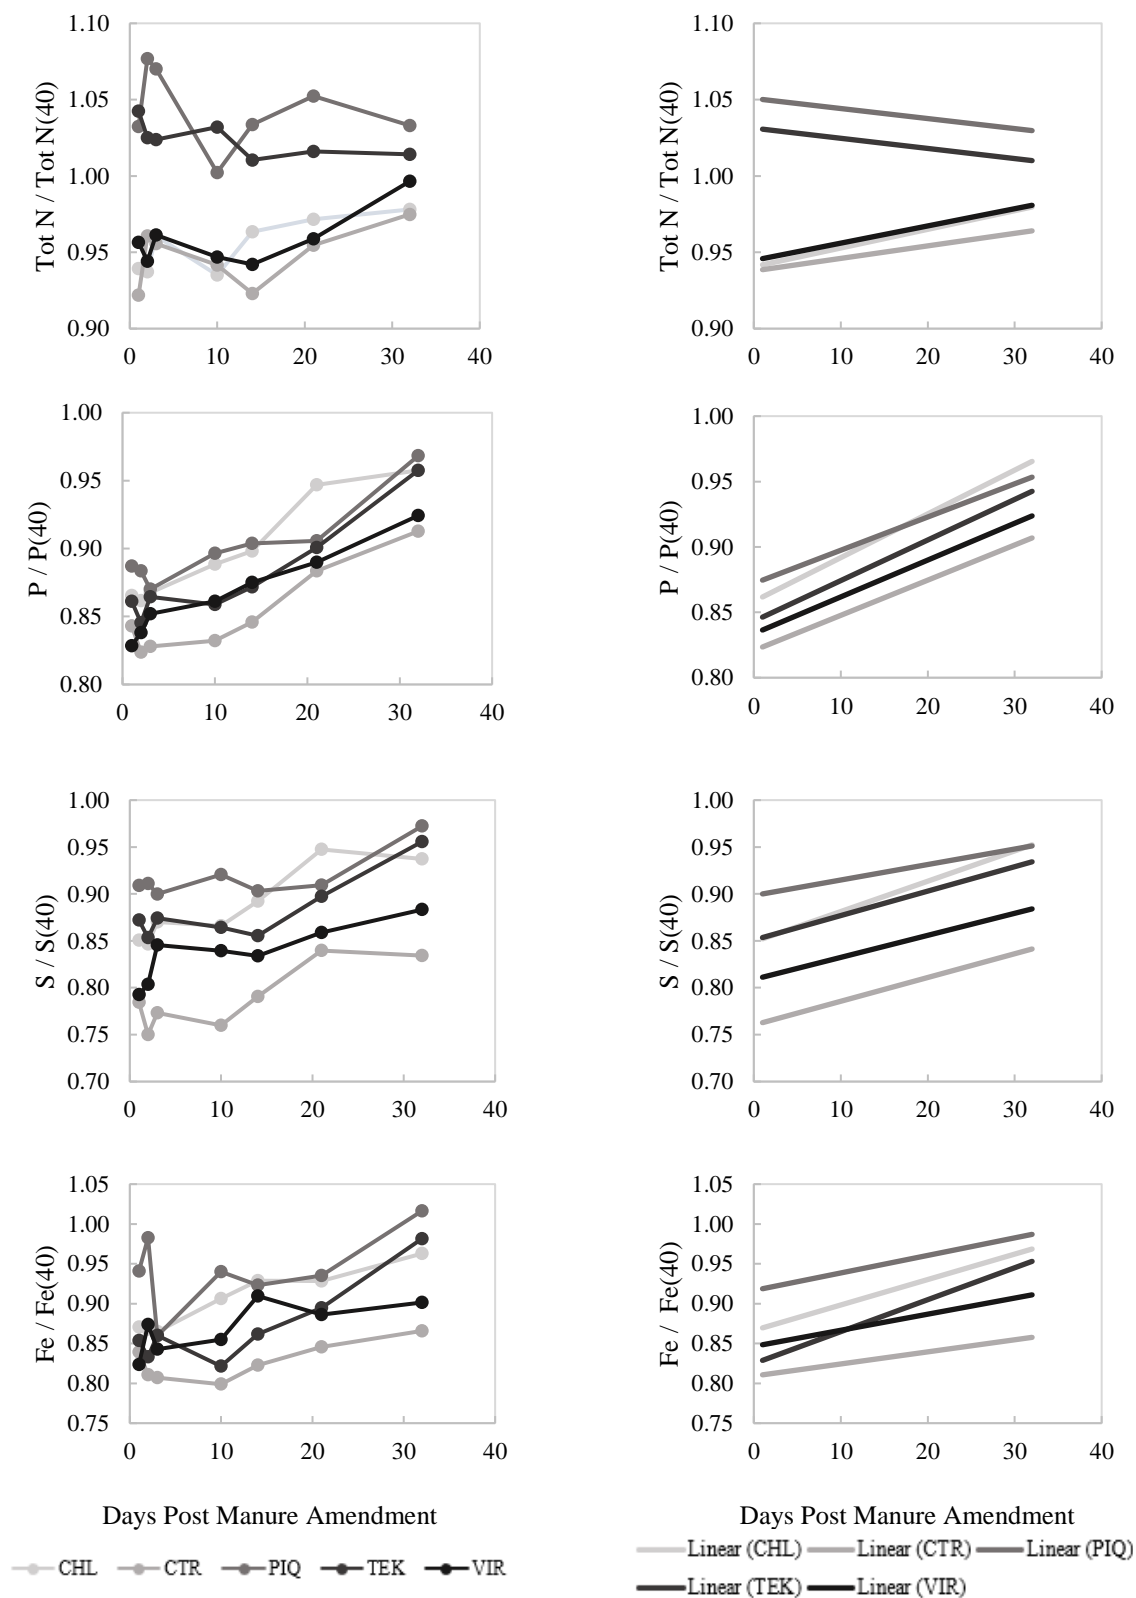 1.10
1.05
1.00
0.95
0.90
0 10 20 30 40
Tot N / Tot N(40)
1.10
1.05
1.00
0.95
0.90
0 10 20 30 40
Tot N / Tot N(40)
1.00
0.95
0.90
0.85
0.80
0 10 20 30 40
P / P(40)
1.00
0.95
0.90
0.85
0.80
0 10 20 30 40
P / P(40)
1.00
0.95
0.90
0.85
0.80
0.75
0.70
0 10 20 30 40
S / S(40)
1.00
0.95
0.90
0.85
0.80
0.75
0.70
0 10 20 30 40
S / S(40)
1.05
1.00
0.95
0.90
0.85
0.80
0.75
0 10 20 30 40
Fe / Fe(40)
1.05
1.00
0.95
0.90
0.85
0.80
0.75
0 10 20 30 40
Fe / Fe(40)
Days Post Manure Amendment
CHL CTR PIQ TEK VIR
Days Post Manure Amendment
Linear (CHL) Linear (CTR) Linear (PIQ)
Linear (TEK) Linear (VIR)